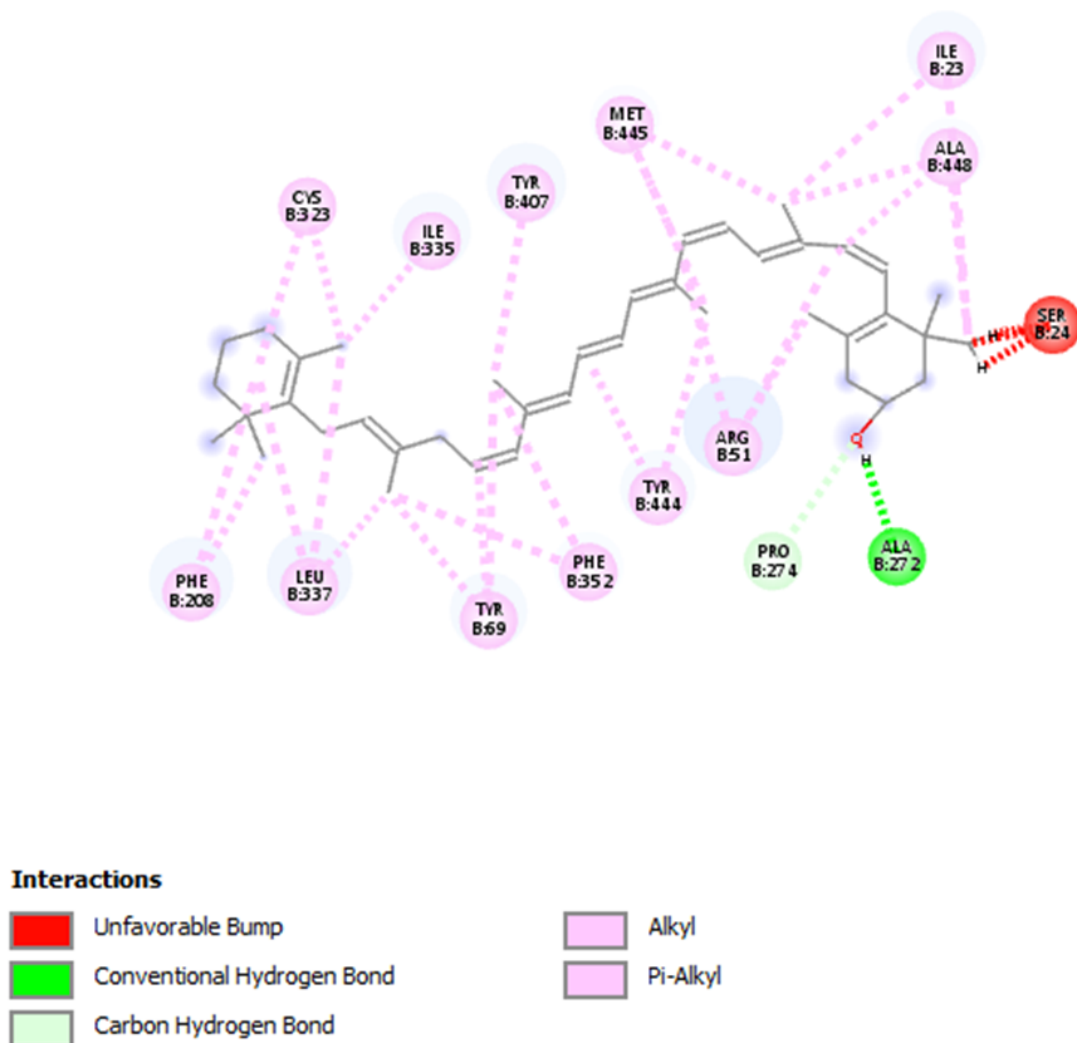 ILE
B:23
MET
B:445
ALA
B:448
TYR
B:407
CYS
B:323
ILE
B:335
SER
B:24
H
H
O
H
ARG
B:51
TYR
B:444
PRO
B:274
ALA
B:272
PHE
B:352
PHE
B:208
LEU
B:337
TYR
B:69
Interactions
Unfavorable Bump
Conventional Hydrogen Bond
Carbon Hydrogen Bond
Alkyl
Pi-Alkyl